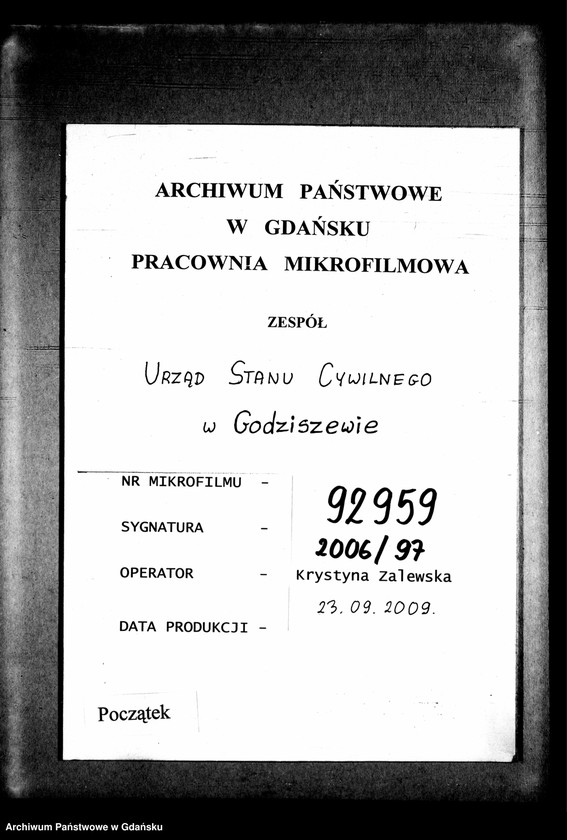 ARCHIWUM PAŃSTWOWE
W GDAŃSKU
PRACOWNIA MIKROFILMOWA
ZESPÓŁ
URZĄD STANU CYWILNEGO
w Godziszewie
NR MIKROFILMU - 92959
SYGNATURA - 2006/97
OPERATOR - Krystyna Zalewska
DATA PRODUKCJI - 23.09.2009.
Początek
Archiwum Państwowe w Gdańsku